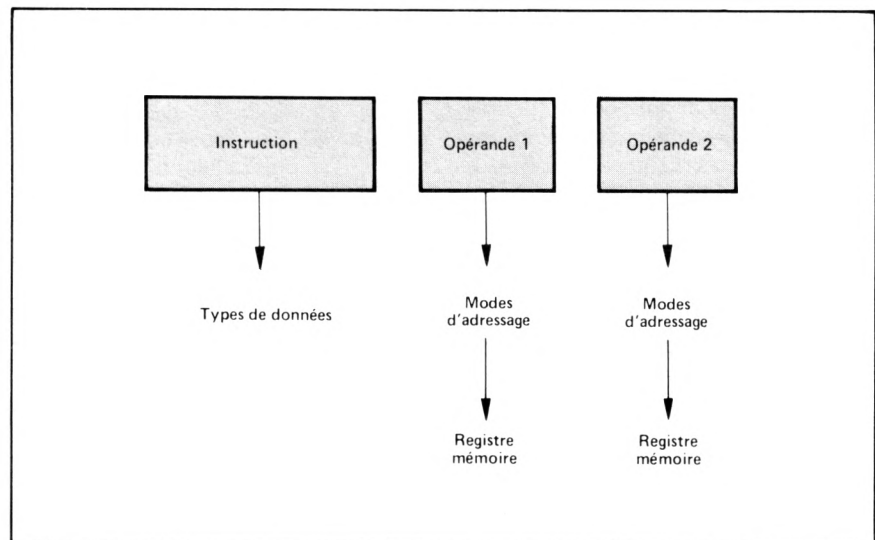 Instruction
Opérande 1
Opérande 2
Types de données
Modes
d'adressage
Modes
d'adressage
Registre
mémoire
Registre
mémoire